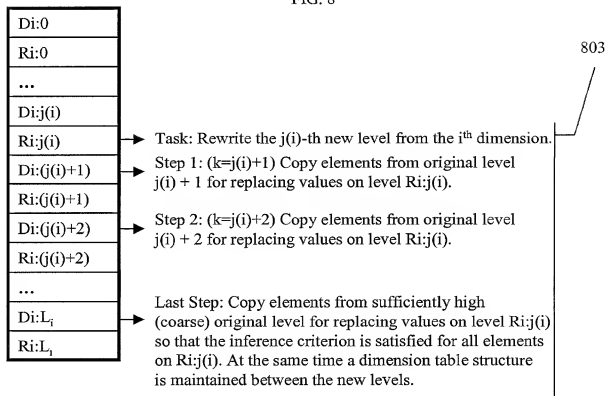 FIG. 8
803
Di:0
Ri:0
...
Di:j(i)
Ri:j(i)
Task: Rewrite the j(i)-th new level from the ith dimension.
Di:(j(i)+1)
Step 1: (k=j(i)+1) Copy elements from original level
j(i) + 1 for replacing values on level Ri:j(i).
Ri:(j(i)+1)
Di:(j(i)+2)
Step 2: (k=j(i)+2) Copy elements from original level
j(i) + 2 for replacing values on level Ri:j(i).
Ri:(j(i)+2)
...
Di:Li
Ri:Li
Last Step: Copy elements from sufficiently high
(coarse) original level for replacing values on level Ri:j(i)
so that the inference criterion is satisfied for all elements
on Ri:j(i). At the same time a dimension table structure
is maintained between the new levels.